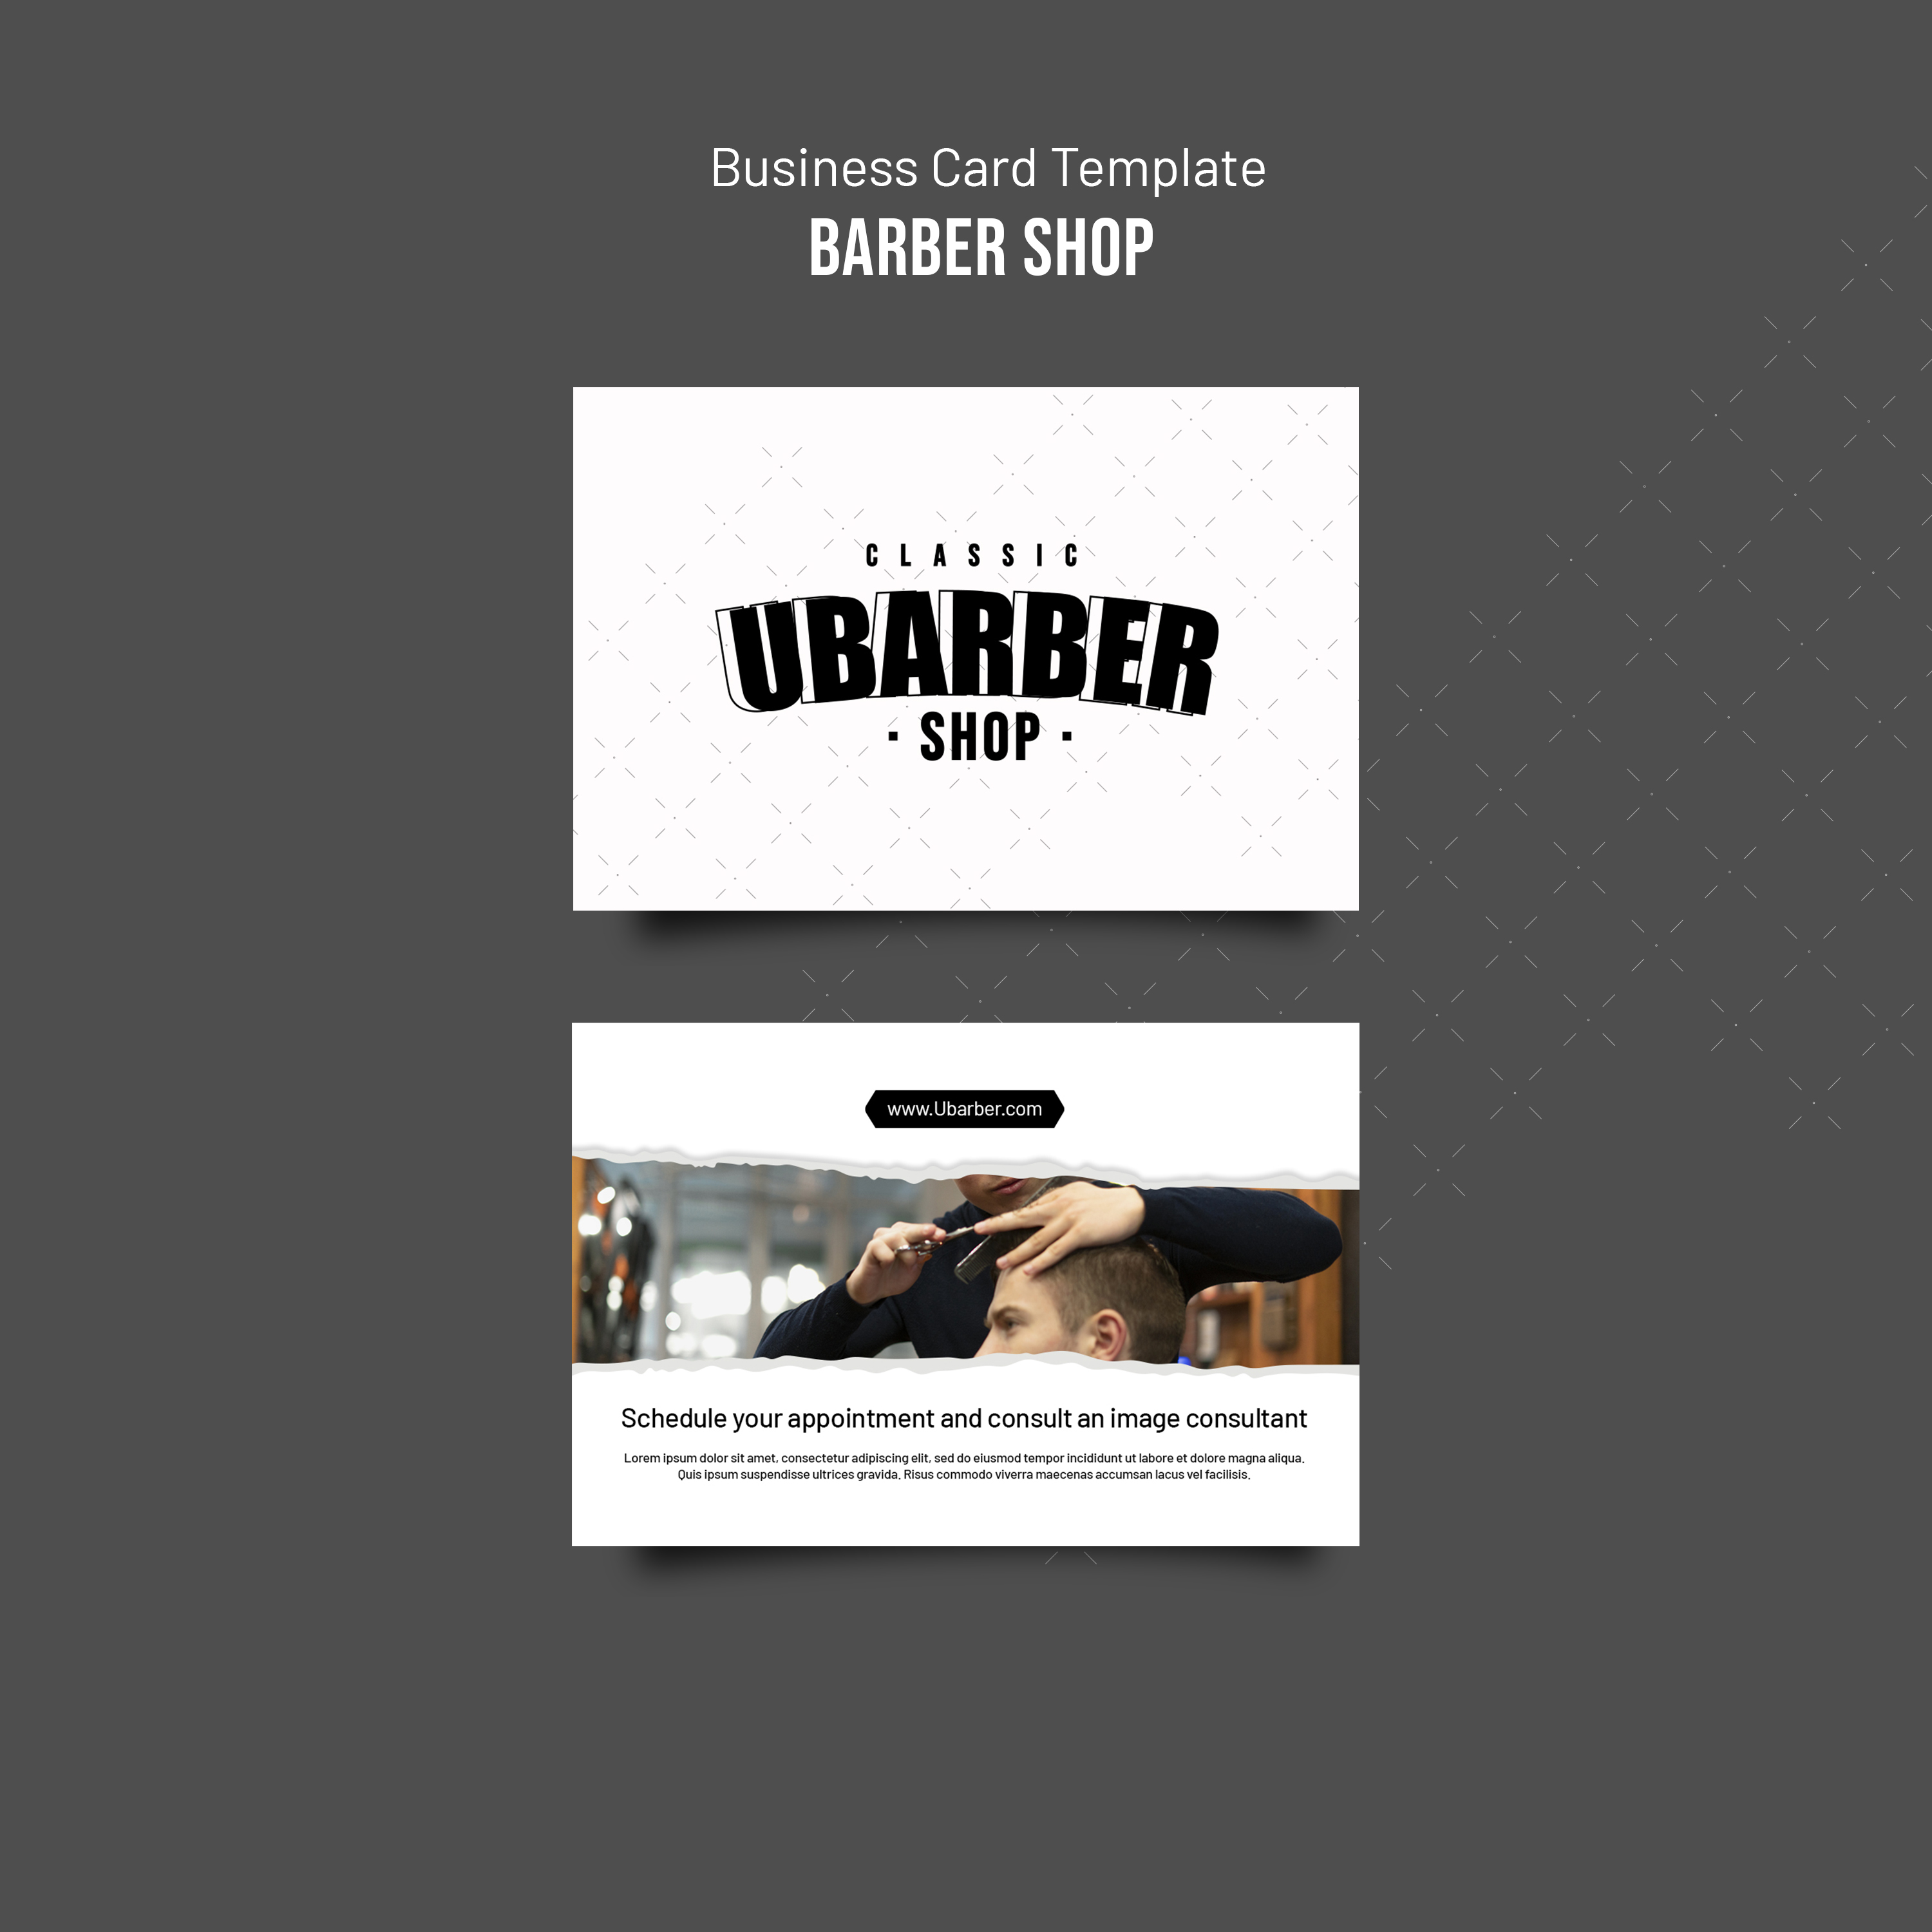 Business Card Template
BARBER SHOP
CLASSIC
UBARBER
· SHOP ·
www.Ubarber.com
Schedule your appointment and consult an image consultant
Lorem ipsum dolor sit amet, consectetur adipiscing elit, sed do eiusmod tempor incididunt ut labore et dolore magna aliqua.
Quis ipsum suspendisse ultrices gravida. Risus commodo viverra maecenas accumsan lacus vel facilisis.